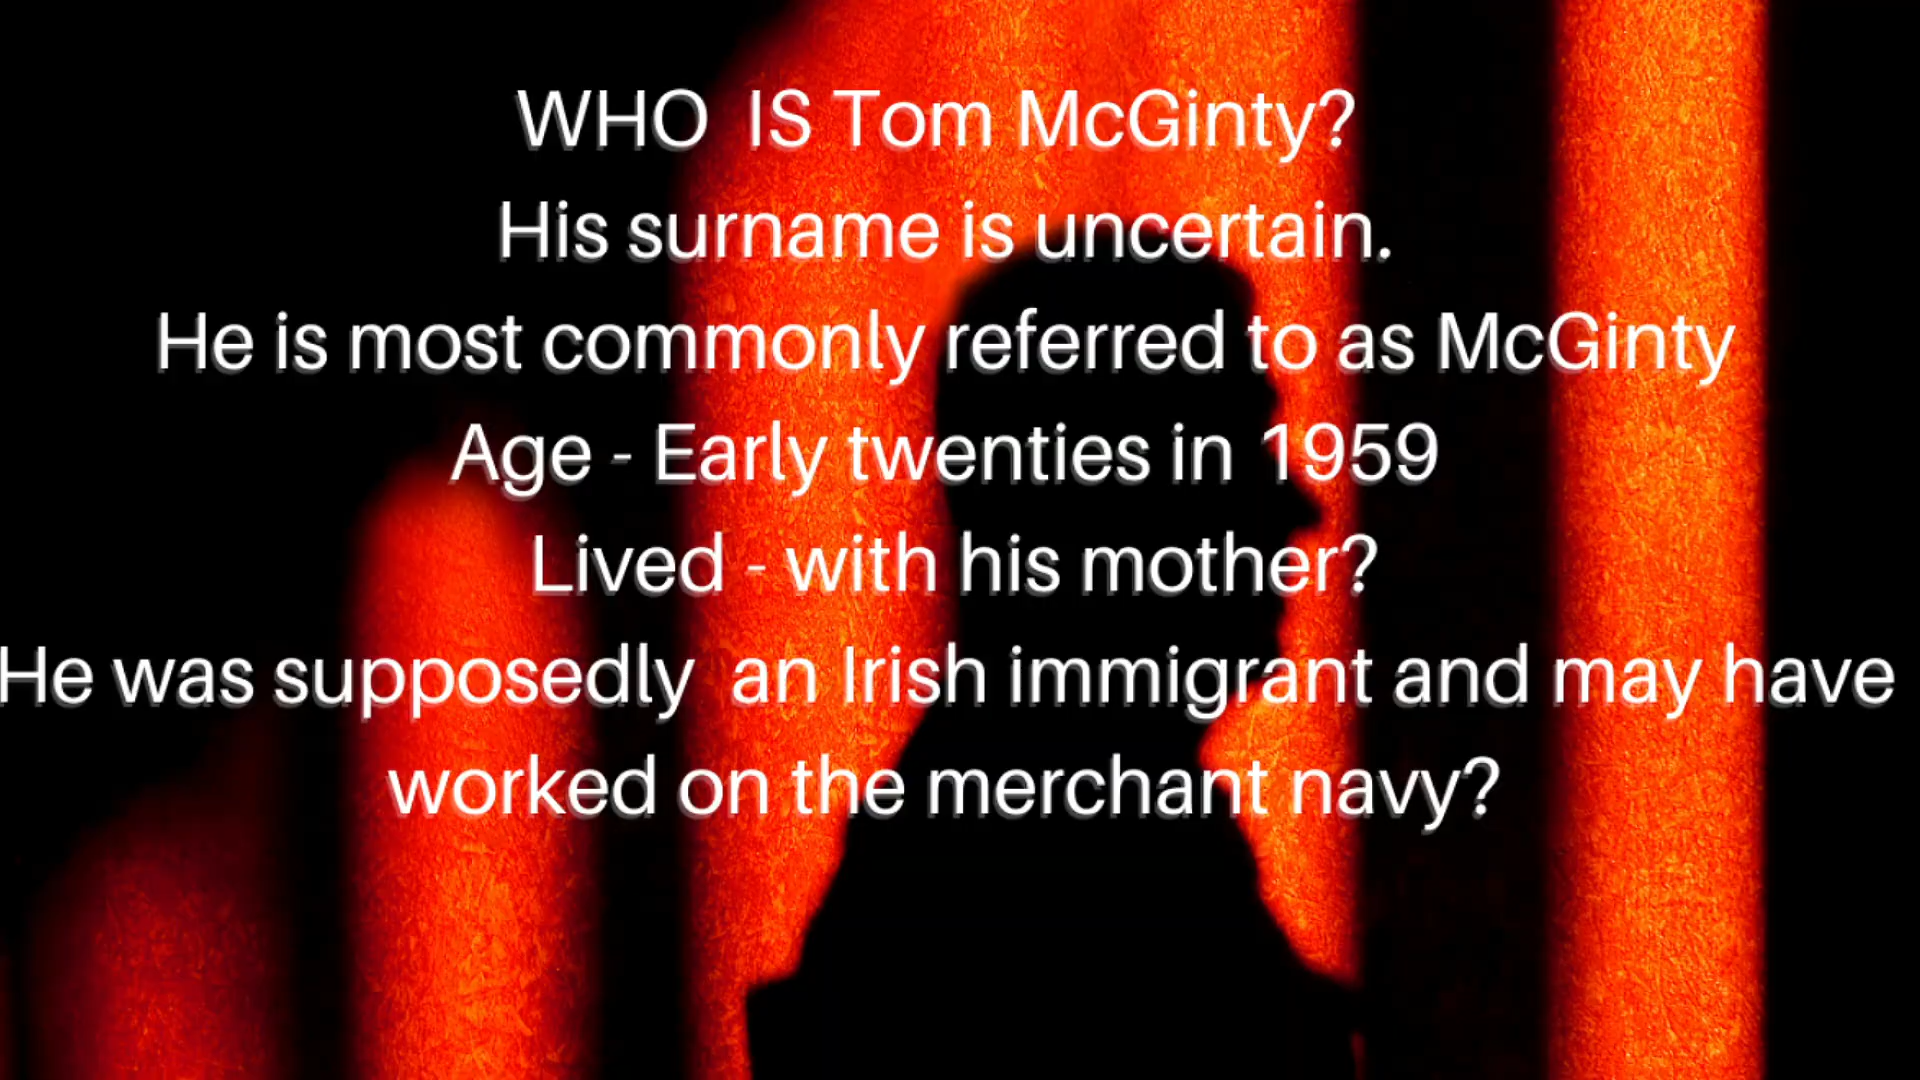 WHO IS Tom McGinty?
His surname is uncertain.
He is most commonly referred to as McGinty
Age - Early twenties in 1959
Lived - with his mother?
He was supposedly an Irish immigrant and may have
worked on the merchant navy?